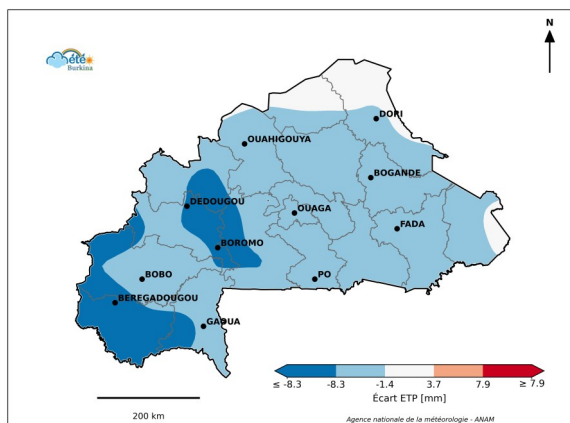 N
Météo
Burkina
DORI
OUAHIGOUYA
BOGANDE
DEDOUGOU
OUAGA
FADA
BOROMO
BOBO
PO
BEREGADOUGOU
GAOUA
≤ -8.3 -8.3 -1.4 3.7 7.9 ≥ 7.9
Écart ETP [mm]
200 km
Agence nationale de la météorologie - ANAM